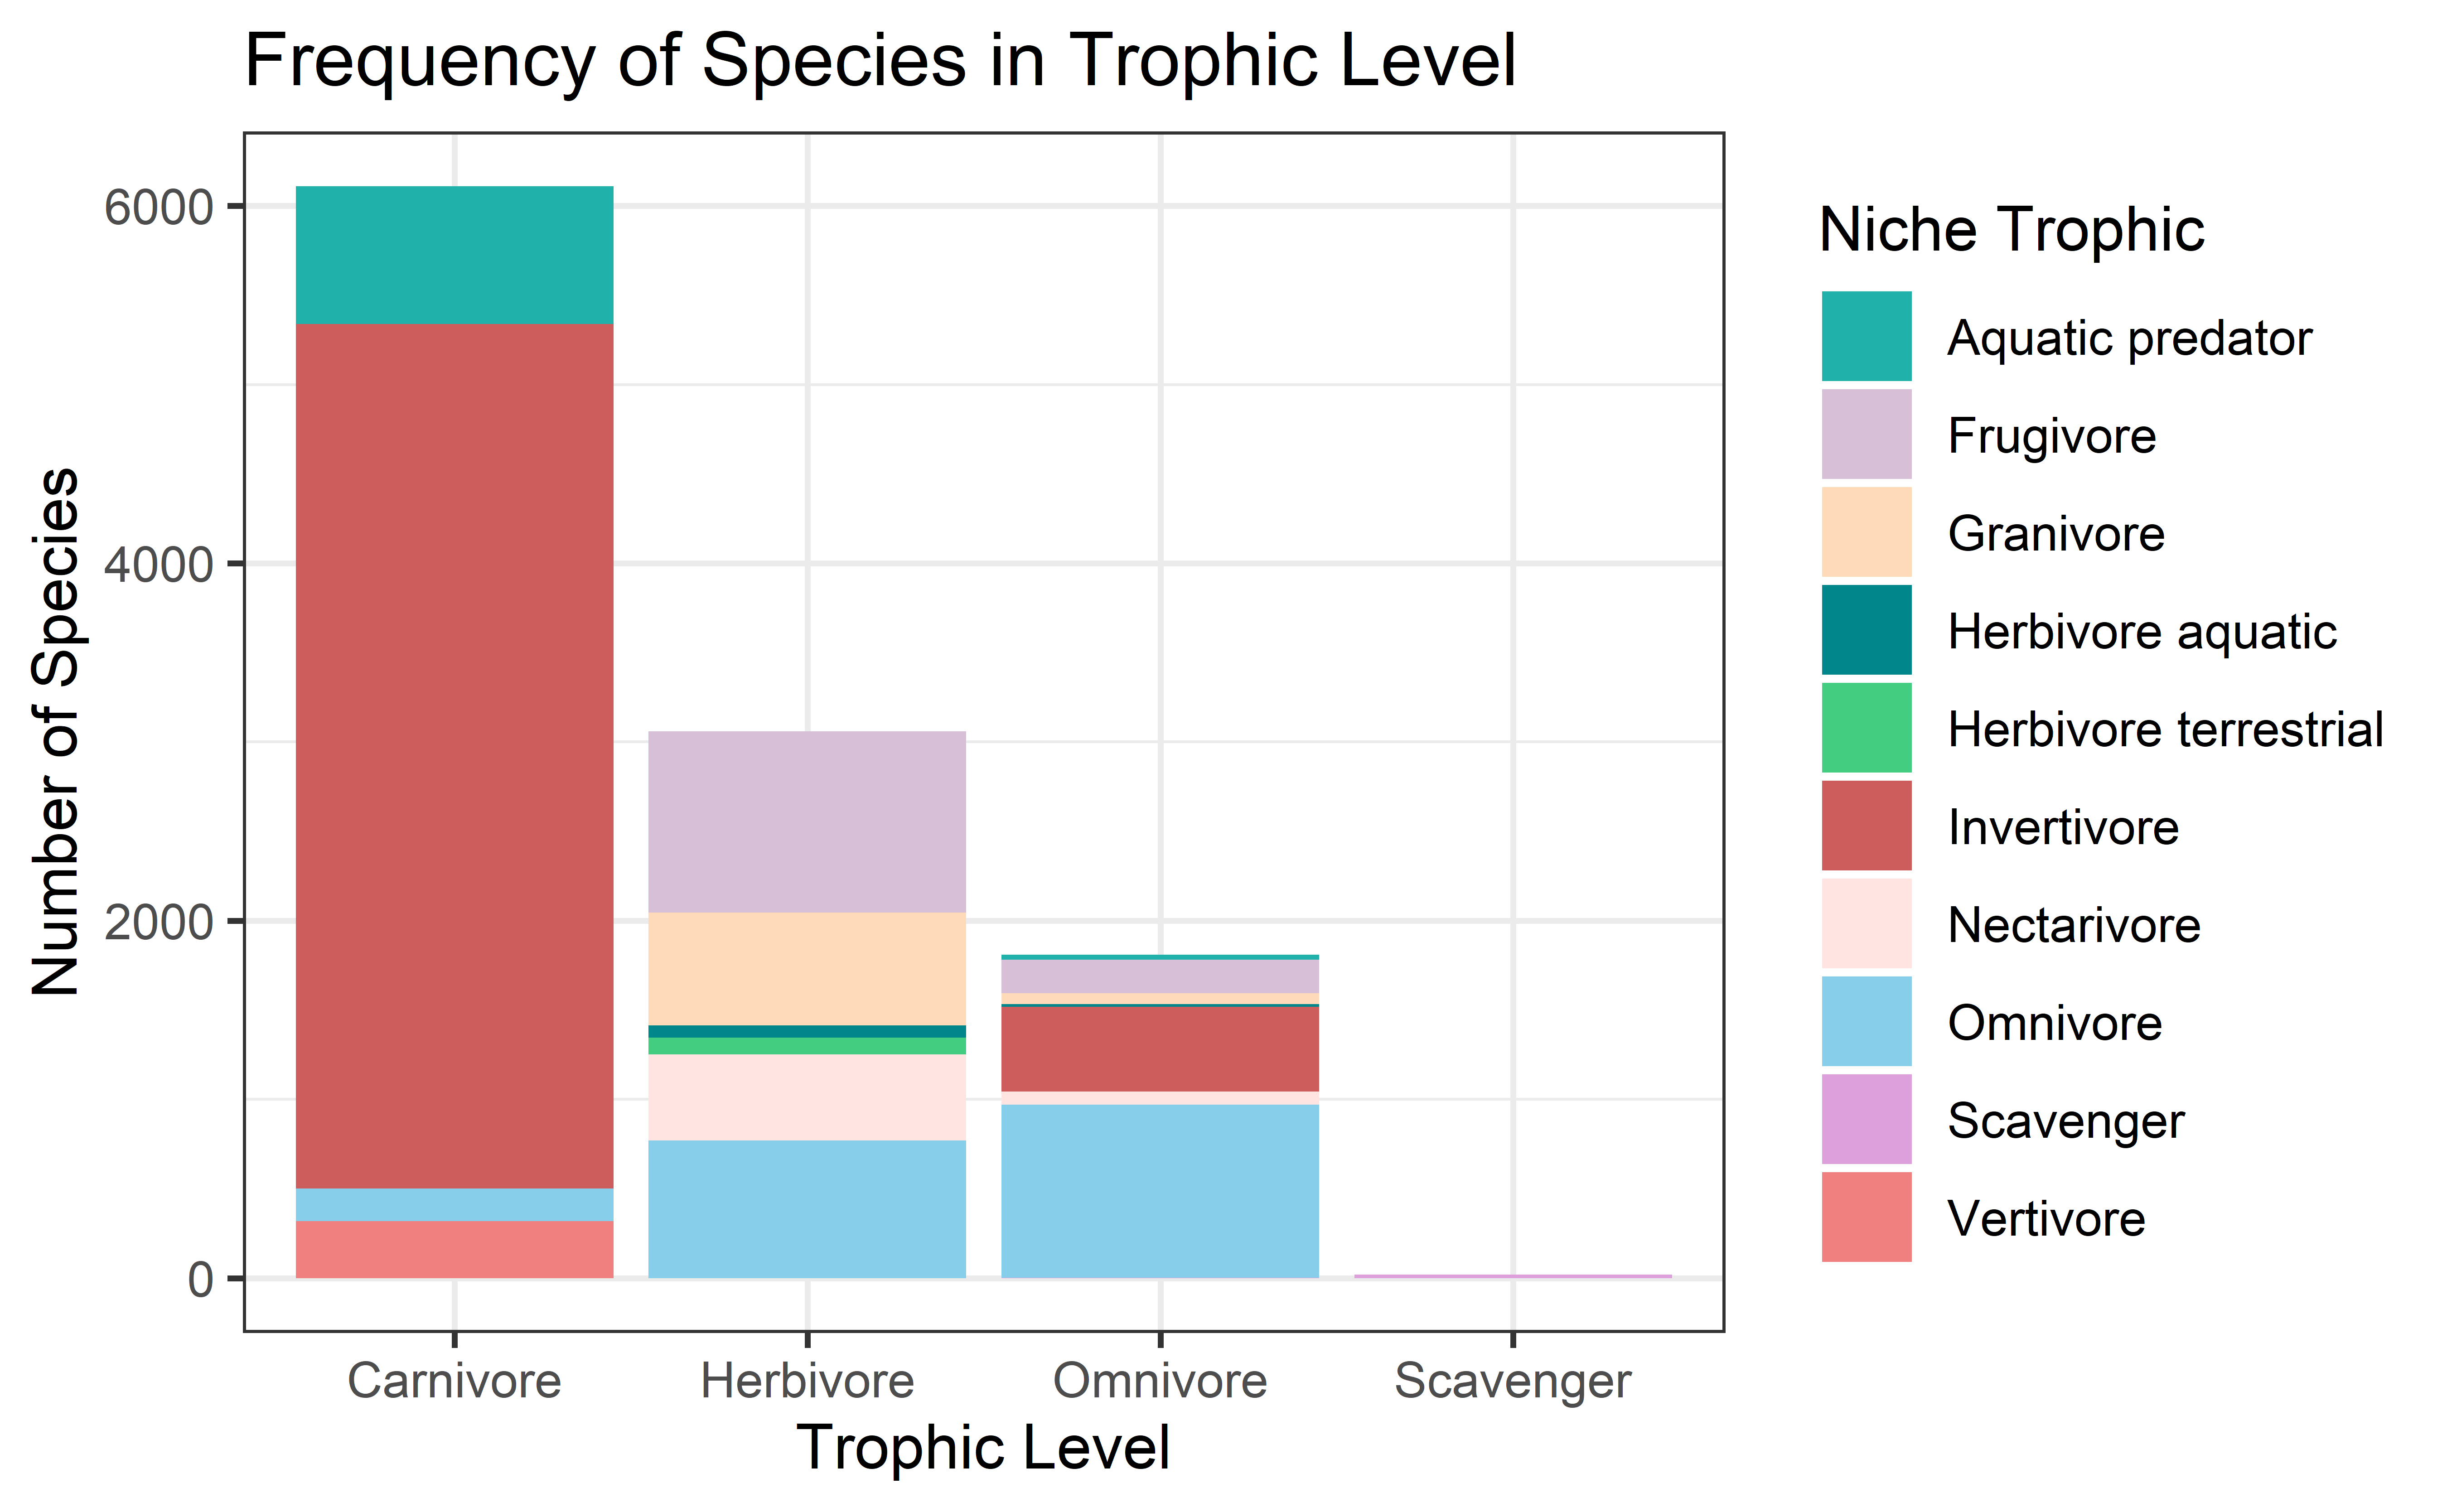 Frequency of Species in Trophic Level
Number of Species
6000
4000
2000
0
Carnivore
Herbivore
Omnivore
Scavenger
Trophic Level
Niche Trophic
Aquatic predator
Frugivore
Granivore
Herbivore aquatic
Herbivore terrestrial
Invertivore
Nectarivore
Omnivore
Scavenger
Vertivore